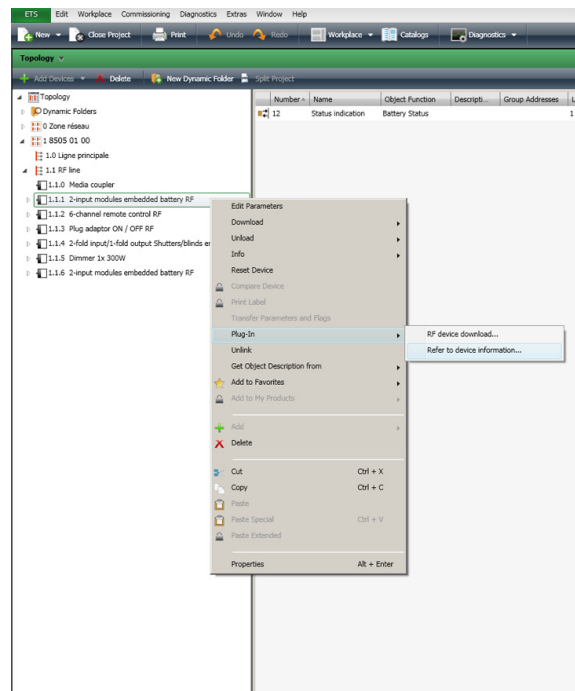 ETS Edit Workplace Commissioning Diagnostics Extras Window Help
New Close Project Print Undo Redo Workplace Catalogs Diagnostics
Topology
Add Devices Delete New Dynamic Folder Split Project
Topology
Dynamic Folders
0 Zone réseau
1 8505 01 00
1.0 Ligne principale
1.1 RF line
1.1.0 Media coupler
1.1.1 2-input modules embedded battery RF
1.1.2 6-channel remote control RF
1.1.3 Plug adaptor ON / OFF RF
1.1.4 2-fold input/1-fold output Shutters/blinds e
1.1.5 Dimmer 1x 300W
1.1.6 2-input modules embedded battery RF
Number Name Object Function Descripti... Group Addresses L
12 Status indication Battery Status 1
Edit Parameters
Download
Unload
Info
Reset Device
Compare Device
Print Label
Transfer Parameters and Flags
Plug-In
Unlink
Get Object Description from
Add to Favorites
Add to My Products
Add
Delete
Cut Ctrl + X
Copy Ctrl + C
Paste
Paste Special Ctrl + V
Paste Extended
Properties Alt + Enter
RF device download...
Refer to device information...